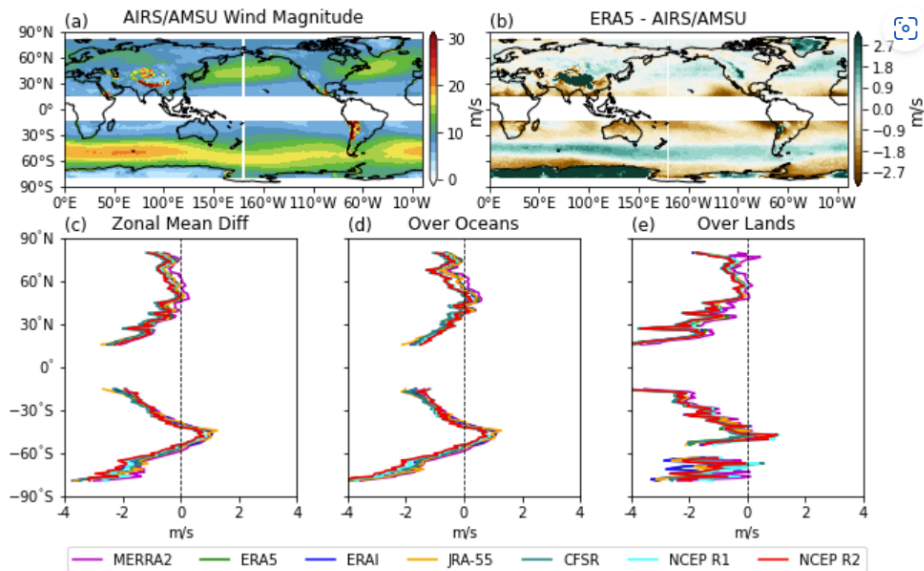 (a) AIRS/AMSU Wind Magnitude (b) ERA5 - AIRS/AMSU
90°N 30 2.7
60°N 1.8
30°N 20 0.9
0° m/s 0.0 m/s
30°S 10 −0.9
60°S −1.8
90°S 0 −2.7
0°E 50°E 100°E 160°W 110°W 60°W 10°W 0°E 50°E 100°E 160°W 110°W 60°W 10°W
(c) Zonal Mean Diff (d) Over Oceans (e) Over Lands
90°N
60°N
30°N
0°
−30°S
−60°S
−90°S
−4 −2 0 2 4 −4 −2 0 2 4 −4 −2 0 2 4
m/s m/s m/s
MERRA2 ERA5 ERAI JRA-55 CFSR NCEP R1 NCEP R2